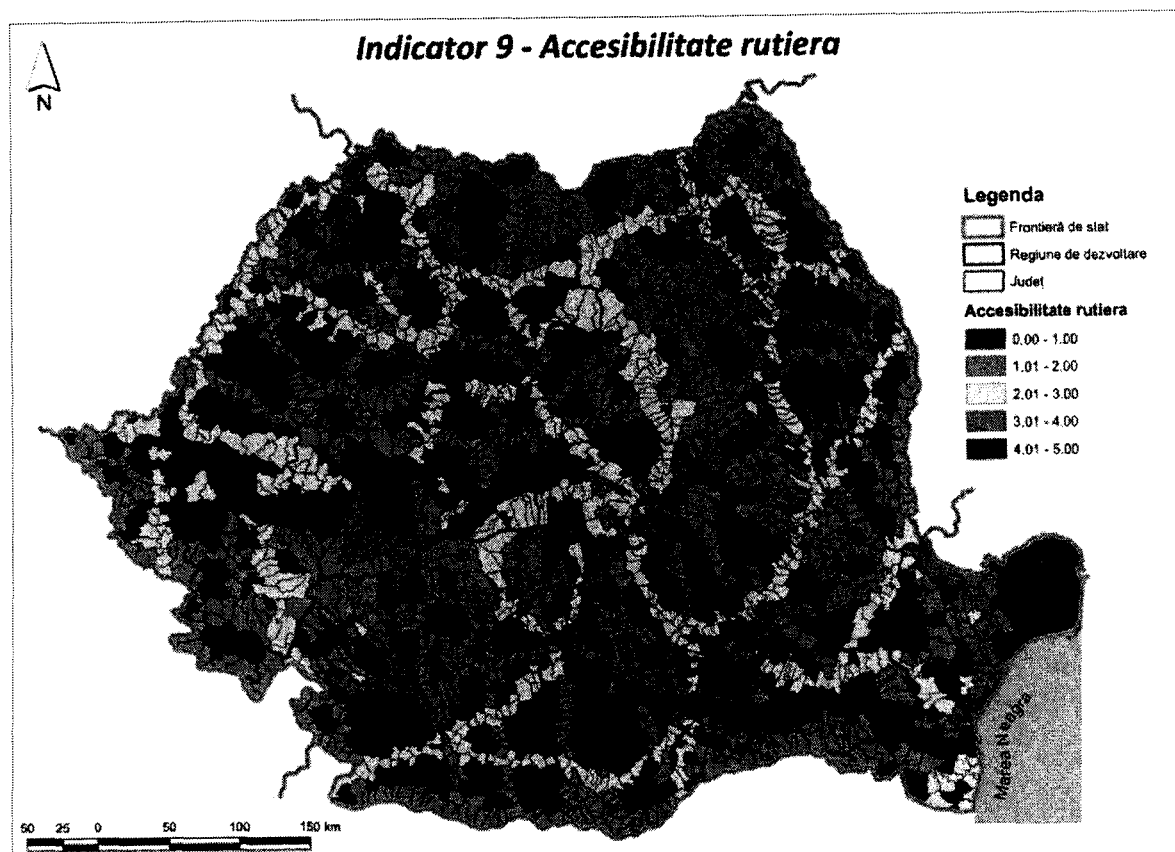 Indicator 9 - Accesibilitate rutiera
N
Legenda
Frontieră de stat
Regiune de dezvoltare
Județ
Accesibilitate rutiera
0.00 - 1.00
1.01 - 2.00
2.01 - 3.00
3.01 - 4.00
4.01 - 5.00
Marea Neagra
50 25 0 50 100 150 km